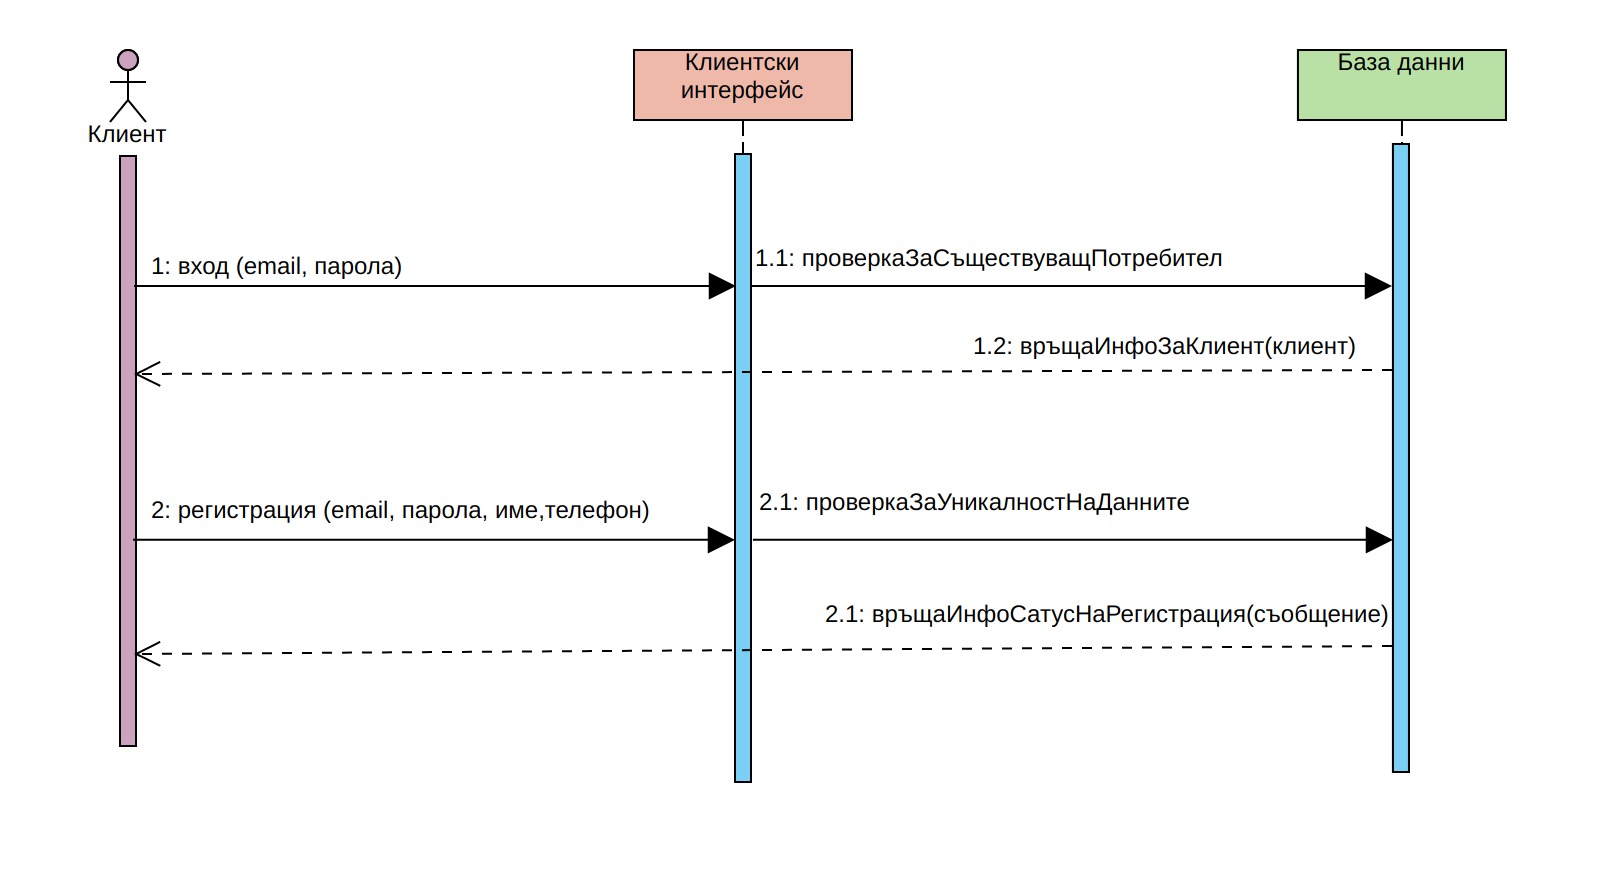 Клиент
Клиентски
интерфейс
База данни
1: вход (email, парола)
1.1: проверкаЗаСъществуващПотребител
1.2: връщаИнфоЗаКлиент(клиент)
2: регистрация (email, парола, име,телефон)
2.1: проверкаЗаУникалностНаДанните
2.1: връщаИнфоСатусНаРегистрация(съобщение)